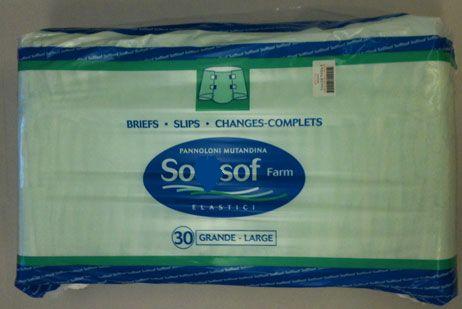 BRIEFS • SLIPS • CHANGES-COMPLETS
PANNOLONI MUTANDINA
So sof Farm
ELASTICI
30 GRANDE - LARGE